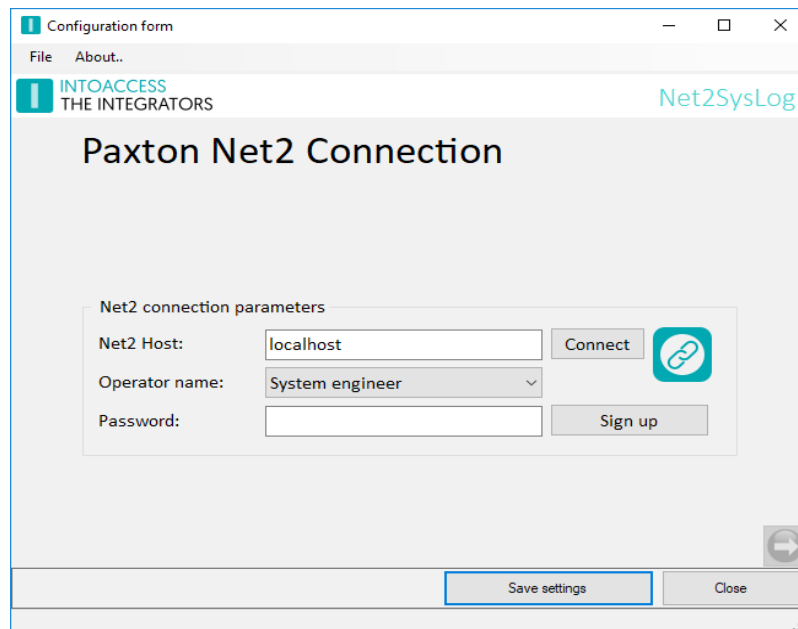 Configuration form
File About..
INTOACCESS
THE INTEGRATORS
Net2SysLog
Paxton Net2 Connection
Net2 connection parameters
Net2 Host: localhost Connect
Operator name: System engineer
Password: Sign up
Save settings Close